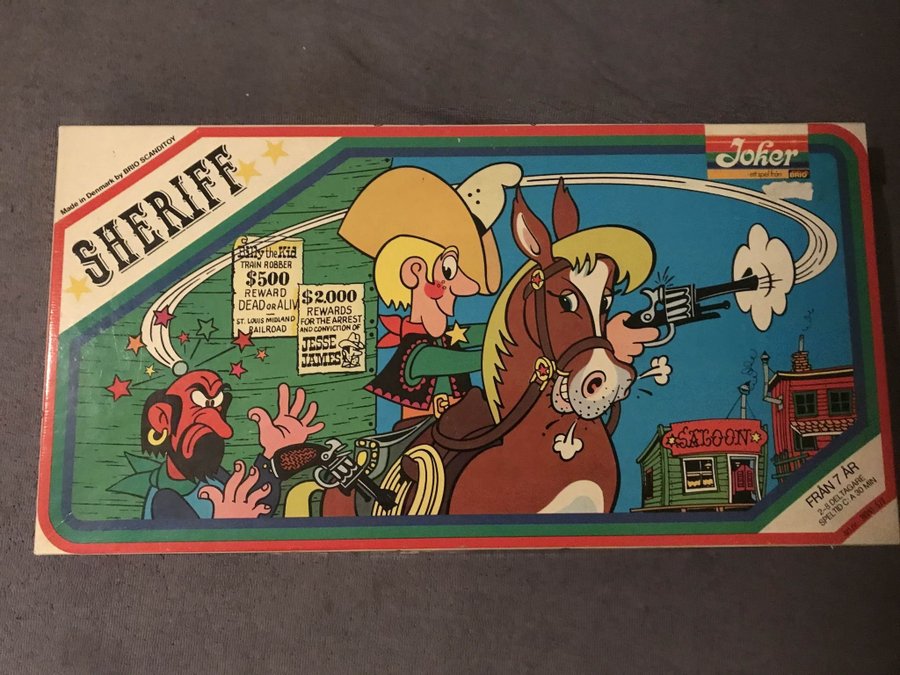 Made in Denmark by BRIO SCANDITOY
SHERIFF
Joker
ett spel från BRIO
Billy the Kid
TRAIN ROBBER
$500
REWARD
DEAD OR ALIV
ST. LOUIS MIDLAND
RAILROAD
$2.000
REWARDS
FOR THE ARREST
AND CONVICTION OF
JESSE
JAMES
SALOON
FRÅN 7 ÅR
2-8 DELTAGARE
SPELTID C:A 30 MIN